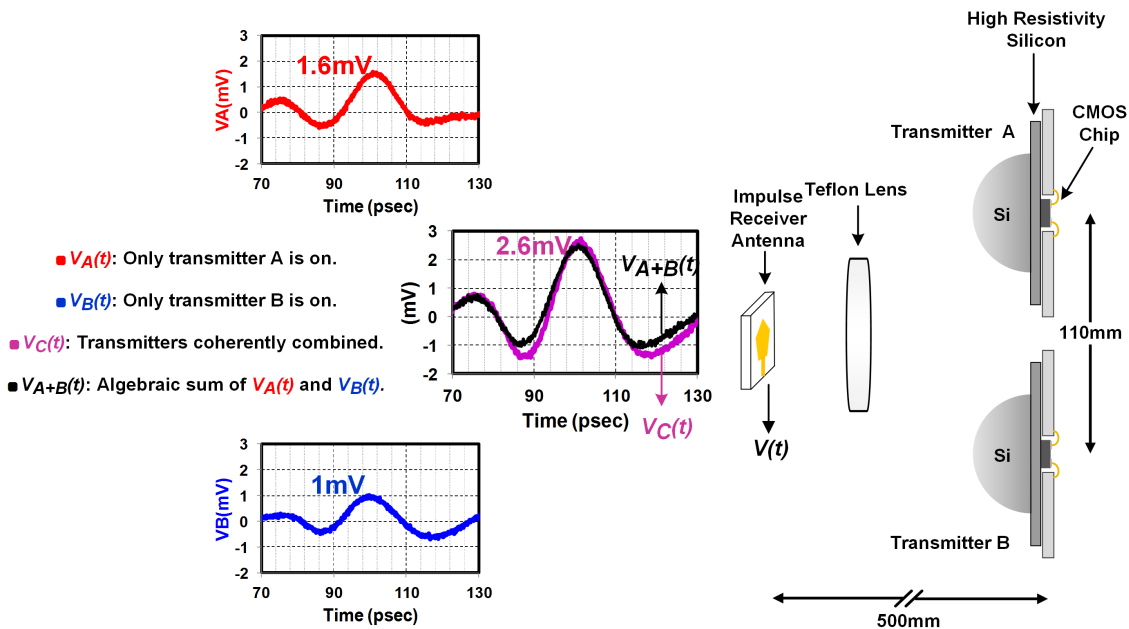 3
2
1
0
-1
-2
VA(mV)
1.6mV
70 90 110 130
Time (psec)
VA(t): Only transmitter A is on.
VB(t): Only transmitter B is on.
VC(t): Transmitters coherently combined.
VA+B(t): Algebraic sum of VA(t) and VB(t).
3
2
1
0
-1
-2
(mV)
2.6mV
VA+B(t)
70 90 110 130
Time (psec)
VC(t)
3
2
1
0
-1
-2
VB(mV)
1mV
70 90 110 130
Time (psec)
High Resistivity
Silicon
CMOS
Chip
Transmitter A
Teflon Lens
Impulse
Receiver
Antenna
Si
110mm
V(t)
Si
Transmitter B
500mm